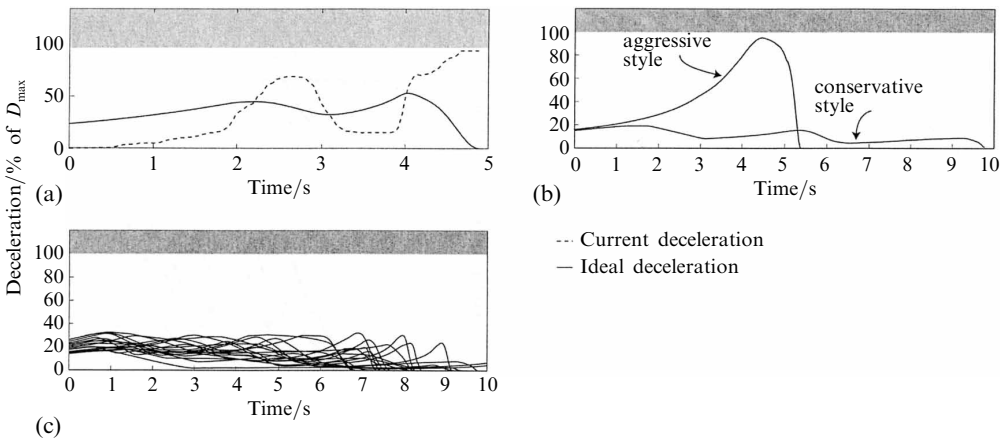 Deceleration/% of Dmax
100
50
0
0 1 2 3 4 5
(a)
Time/s
100
80
60
40
20
0
aggressive
style
conservative
style
0 1 2 3 4 5 6 7 8 9 10
(b)
Time/s
100
80
60
40
20
0
0 1 2 3 4 5 6 7 8 9 10
(c)
Time/s
Current deceleration
Ideal deceleration